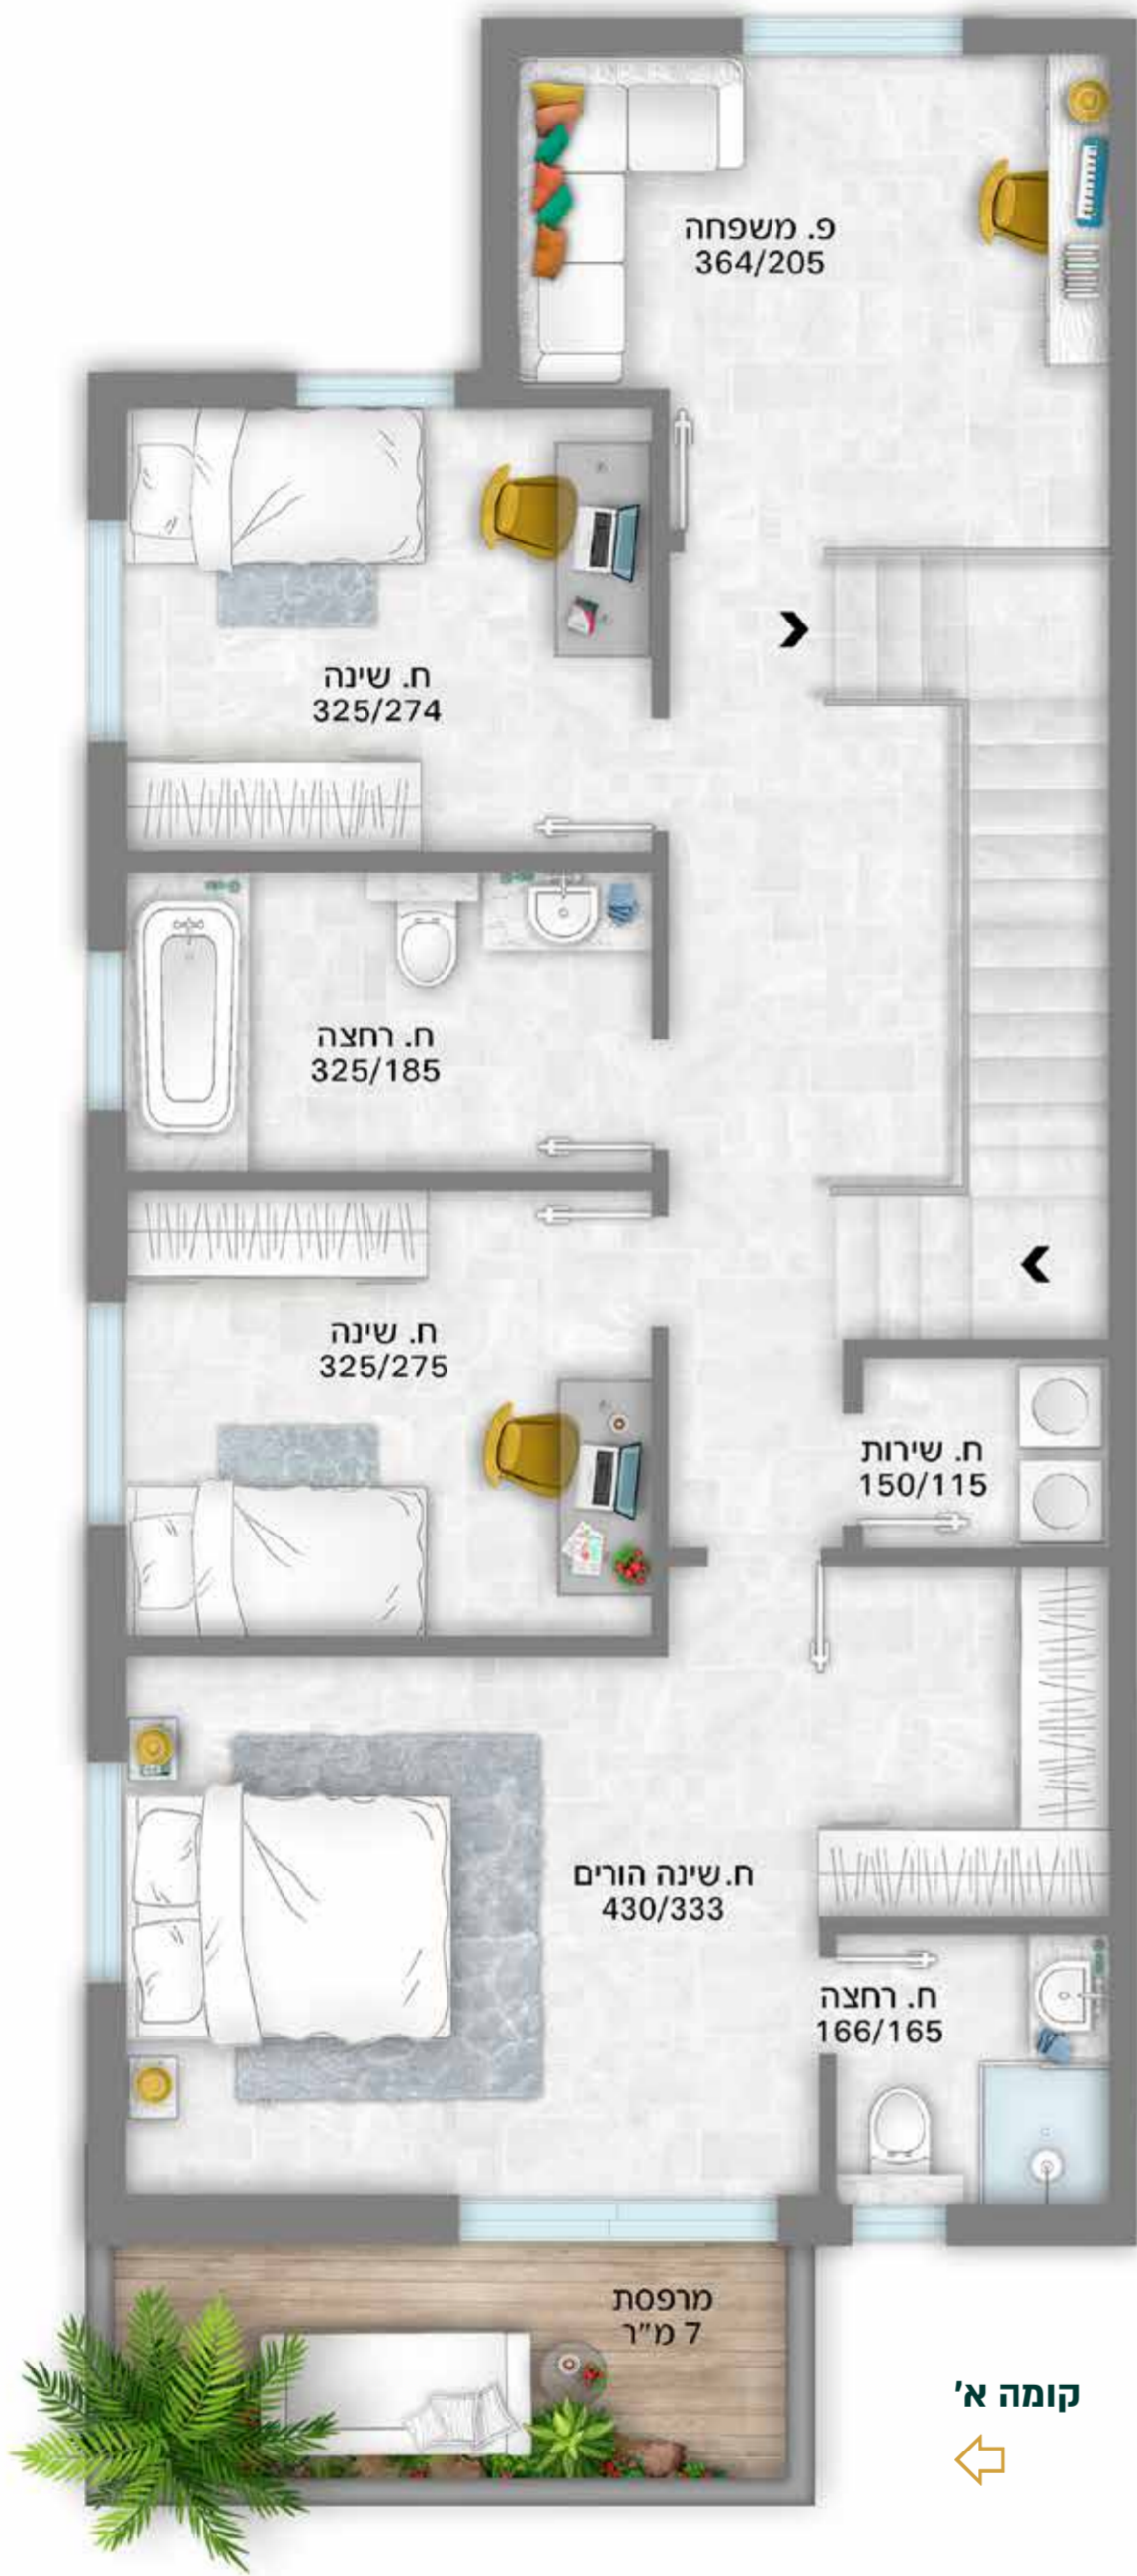 פ. משפחה
364/205
ח. שינה
325/274
ח. רחצה
325/185
ח. שינה
325/275
ח. שירות
150/115
ח.שינה הורים
430/333
ח. רחצה
166/165
מרפסת
7 מ"ר
קומה א'